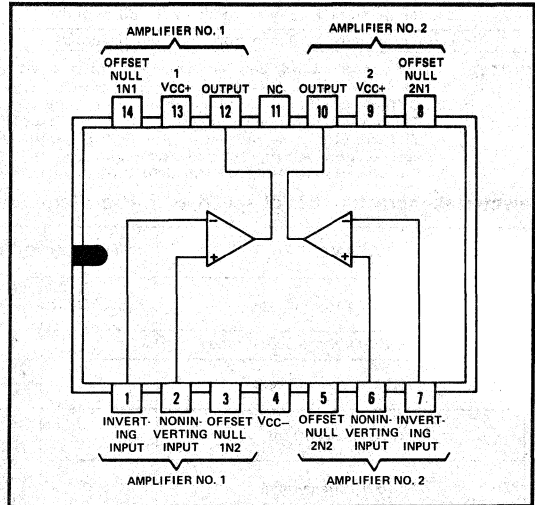 AMPLIFIER NO. 1
AMPLIFIER NO. 2
OFFSET NULL 1N1
1 VCC+
OUTPUT
NC
OUTPUT
2 VCC+
OFFSET NULL 2N1
14 13 12 11 10 9 8
− −
+ +
1 2 3 4 5 6 7
INVERT- ING INPUT
NONIN- VERTING INPUT
OFFSET NULL 1N2
VCC−
OFFSET NULL 2N2
NONIN- VERTING INPUT
INVERT- ING INPUT
AMPLIFIER NO. 1
AMPLIFIER NO. 2